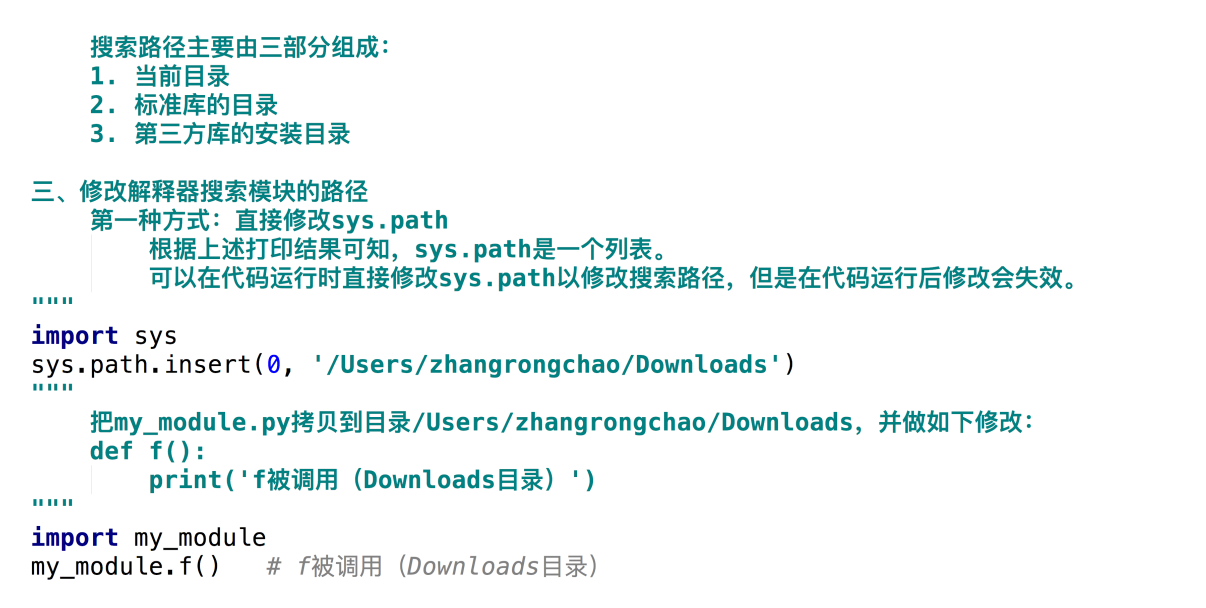 搜索路径主要由三部分组成：
1. 当前目录
2. 标准库的目录
3. 第三方库的安装目录
三、修改解释器搜索模块的路径
第一种方式：直接修改sys.path
根据上述打印结果可知，sys.path是一个列表。
可以在代码运行时直接修改sys.path以修改搜索路径，但是在代码运行后修改会失效。
"""
import sys
sys.path.insert(0, '/Users/zhangrongchao/Downloads')
"""
把my_module.py拷贝到目录/Users/zhangrongchao/Downloads，并做如下修改：
def f():
print('f被调用（Downloads目录）')
"""
import my_module
my_module.f()   # f被调用（Downloads目录）